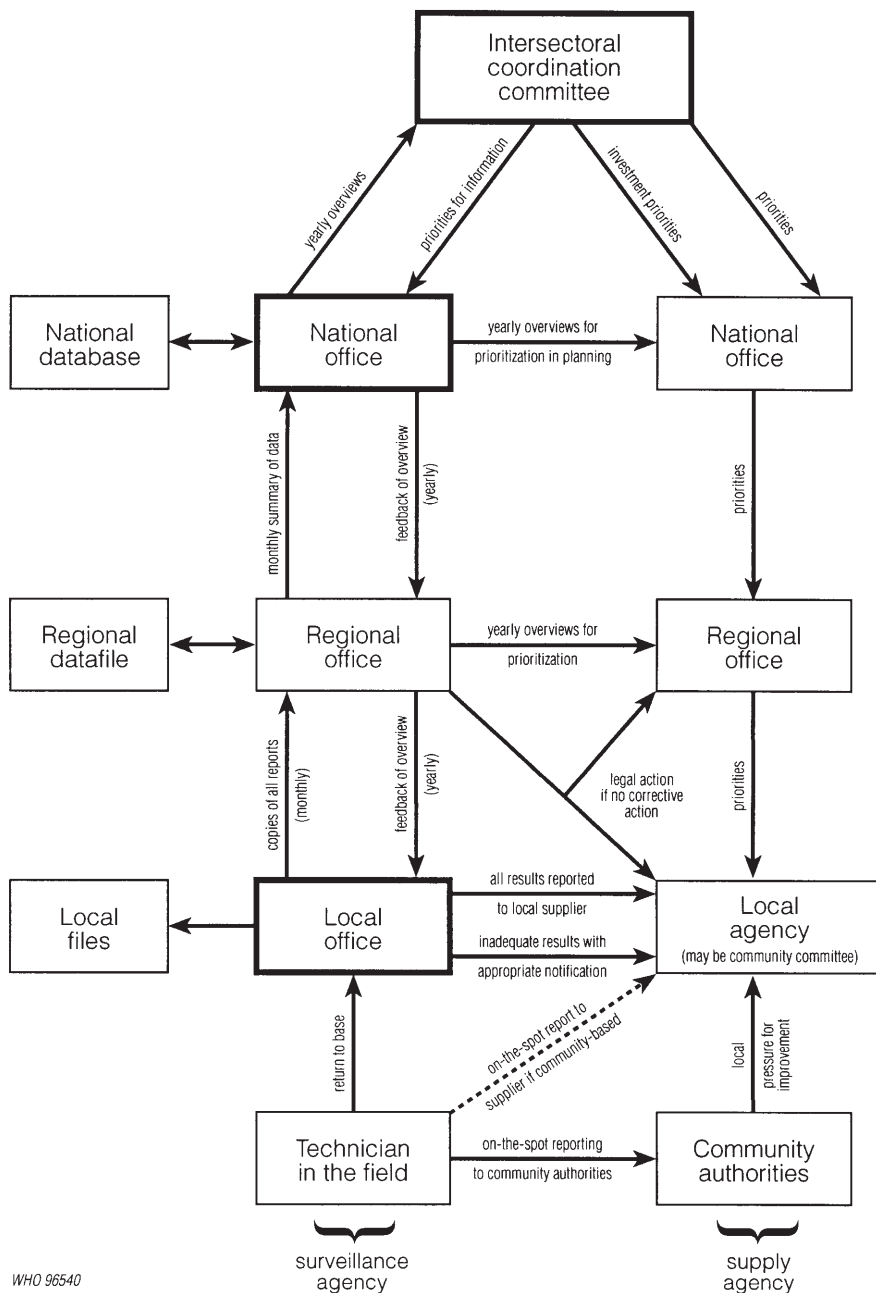 Intersectoral
coordination
committee
yearly overviews
priorities for information
investment priorities
priorities
National
database
National
office
yearly overviews for
prioritization in planning
National
office
monthly summary of data
feedback of overview
(yearly)
priorities
Regional
datafile
Regional
office
yearly overviews for
prioritization
Regional
office
copies of all reports
(monthly)
feedback of overview
(yearly)
legal action
if no corrective
action
priorities
Local
files
Local
office
all results reported
to local supplier
inadequate results with
appropriate notification
Local
agency
(may be community committee)
return to base
on-the-spot report to
supplier if community-based
local
pressure for
improvement
Technician
in the field
on-the-spot reporting
to community authorities
Community
authorities
surveillance
agency
supply
agency
WHO 96540